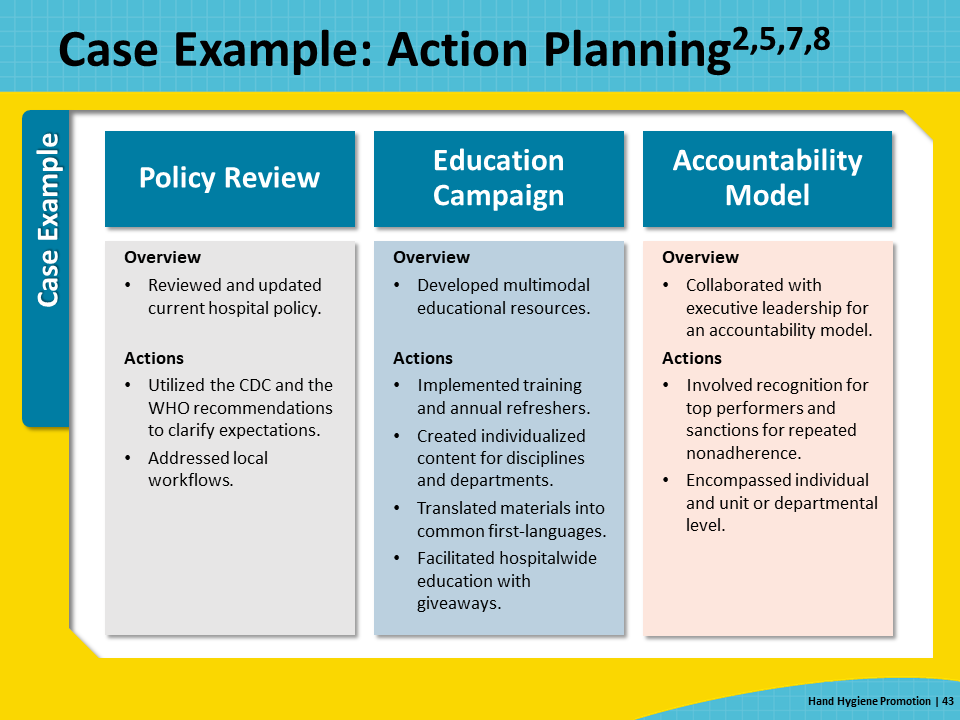 Case Example: Action Planning2,5,7,8
Case Example
Policy Review
Overview
• Reviewed and updated
current hospital policy.
Actions
• Utilized the CDC and the
WHO recommendations
to clarify expectations.
• Addressed local
workflows.
Education
Campaign
Overview
• Developed multimodal
educational resources.
Actions
• Implemented training
and annual refreshers.
• Created individualized
content for disciplines
and departments.
• Translated materials into
common first-languages.
• Facilitated hospitalwide
education with
giveaways.
Accountability
Model
Overview
• Collaborated with
executive leadership for
an accountability model.
Actions
• Involved recognition for
top performers and
sanctions for repeated
nonadherence.
• Encompassed individual
and unit or departmental
level.
Hand Hygiene Promotion | 43